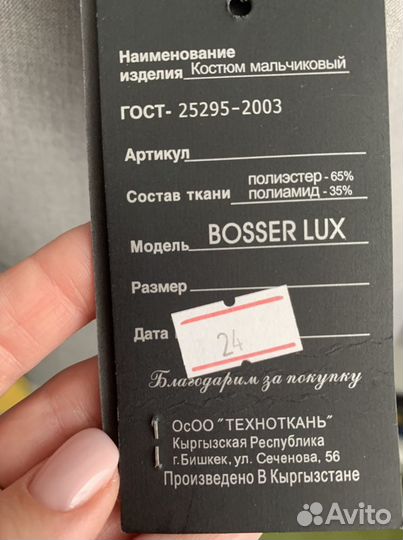 Наименование
изделия Костюм мальчиковый
ГОСТ- 25295-2003
Артикул
Состав ткани полиэстер - 65%
полиамид - 35%
Модель BOSSER LUX
Размер
24
Дата
Благодарим за покупку
ОсОО "ТЕХНОТКАНЬ"
Кыргызская Республика
г.Бишкек, ул. Сеченова, 56
Произведено В Кыргызстане
Avito